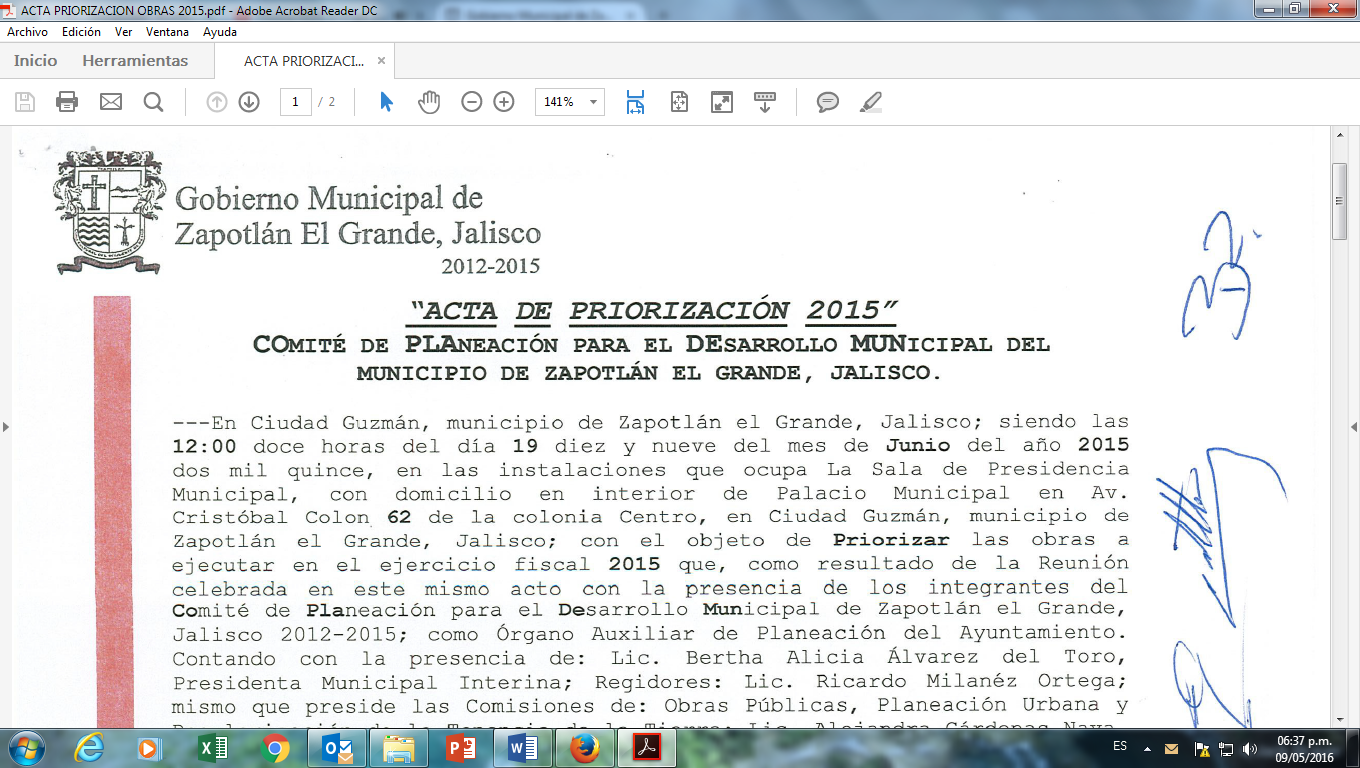 ACTA PRIORIZACION OBRAS 2015.pdf - Adobe Acrobat Reader DC
Archivo Edición Ver Ventana Ayuda
Inicio Herramientas ACTA PRIORIZACI... ×
1 / 2 141%
Gobierno Municipal de
Zapotlán El Grande, Jalisco
2012-2015
“ACTA DE PRIORIZACIÓN 2015”
COMITÉ DE PLANEACIÓN PARA EL DESARROLLO MUNICIPAL DEL
MUNICIPIO DE ZAPOTLÁN EL GRANDE, JALISCO.
---En Ciudad Guzmán, municipio de Zapotlán el Grande, Jalisco; siendo las
12:00 doce horas del día 19 diez y nueve del mes de Junio del año 2015
dos mil quince, en las instalaciones que ocupa La Sala de Presidencia
Municipal, con domicilio en interior de Palacio Municipal en Av.
Cristóbal Colon 62 de la colonia Centro, en Ciudad Guzmán, municipio de
Zapotlán el Grande, Jalisco; con el objeto de Priorizar las obras a
ejecutar en el ejercicio fiscal 2015 que, como resultado de la Reunión
celebrada en este mismo acto con la presencia de los integrantes del
Comité de Planeación para el Desarrollo Municipal de Zapotlán el Grande,
Jalisco 2012-2015; como Órgano Auxiliar de Planeación del Ayuntamiento.
Contando con la presencia de: Lic. Bertha Alicia Álvarez del Toro,
Presidenta Municipal Interina; Regidores: Lic. Ricardo Milanéz Ortega;
mismo que preside las Comisiones de: Obras Públicas, Planeación Urbana y
ES 06:37 p.m.
09/05/2016